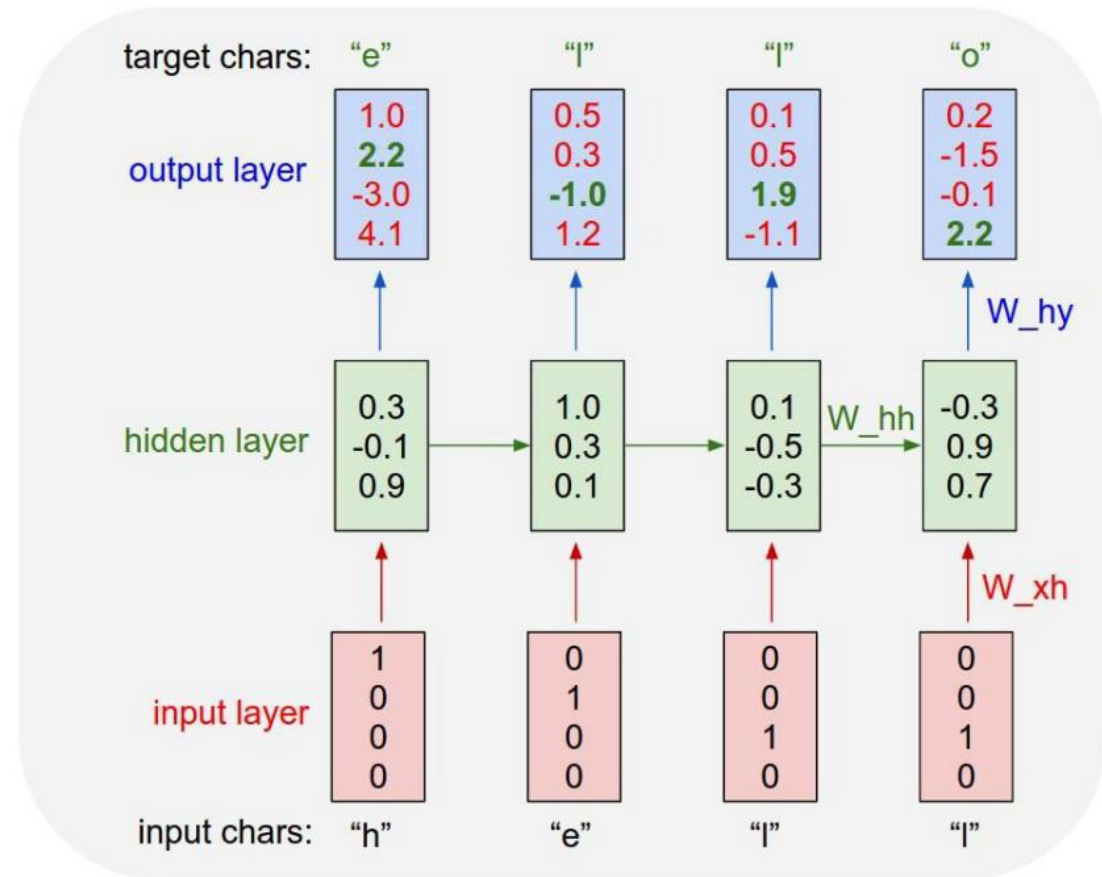 target chars: “e” “l” “l” “o”
1.0 0.5 0.1 0.2
2.2 0.3 0.5 -1.5
output layer
-3.0 -1.0 1.9 -0.1
4.1 1.2 -1.1 2.2
W_hy
0.3 1.0 0.1 -0.3
W_hh
hidden layer -0.1 0.3 -0.5 0.9
0.9 0.1 -0.3 0.7
W_xh
1 0 0 0
0 1 0 0
input layer
0 0 1 1
0 0 0 0
input chars: “h” “e” “l” “l”